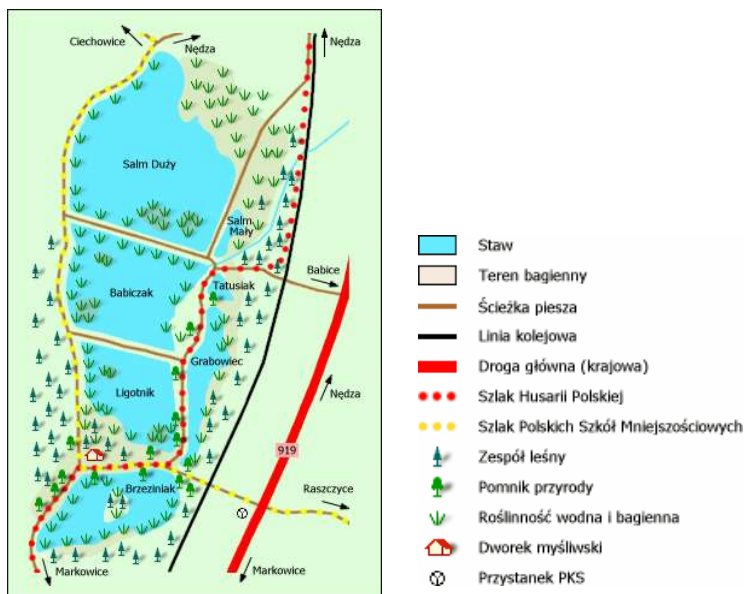 Ciechowice
Nędza
Nędza
Salm Duży
Salm
Mały
Babice
Babiczak
Tatusiak
Grabowiec
Ligotnik
Nędza
919
Brzeziniak
Raszczyce
Markowice
Markowice
Staw
Teren bagienny
Ścieżka piesza
Linia kolejowa
Droga główna (krajowa)
Szlak Husarii Polskiej
Szlak Polskich Szkół Mniejszościowych
Zespół leśny
Pomnik przyrody
Roślinność wodna i bagienna
Dworek myśliwski
Przystanek PKS